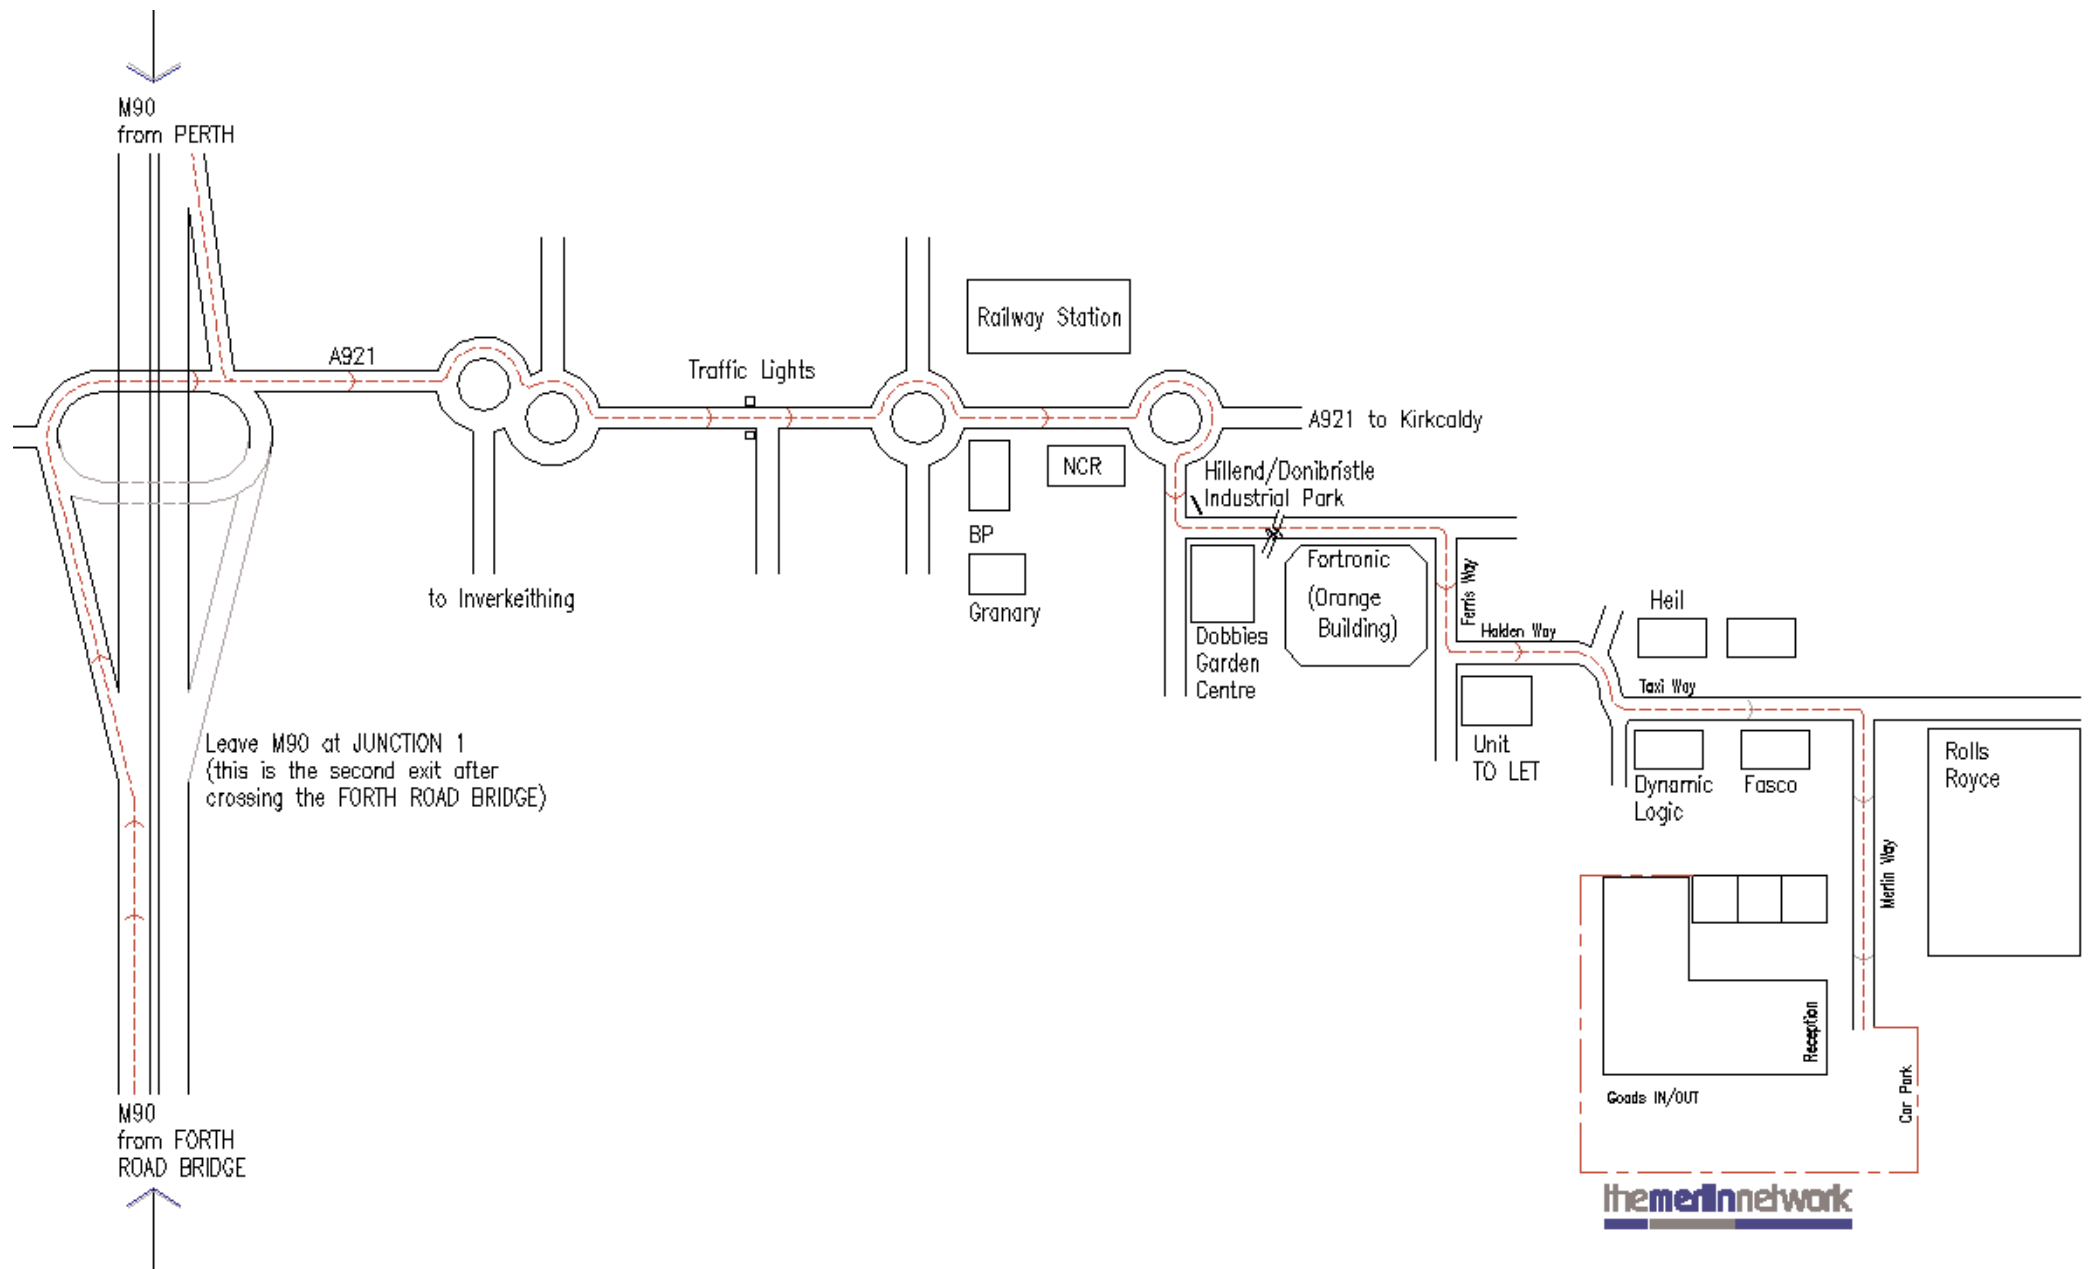 M90
from PERTH
A921
Traffic Lights
Railway Station
A921 to Kirkcaldy
NCR
Hillend/Donibristle
Industrial Park
BP
Granary
to Inverkeithing
Fortronic
(Orange
Building)
Dobbies
Garden
Centre
Ferris Way
Halden Way
Heil
Taxi Way
Unit
TO LET
Dynamic
Logic
Fasco
Rolls
Royce
Leave M90 at JUNCTION 1
(this is the second exit after
crossing the FORTH ROAD BRIDGE)
Merlin Way
Reception
Goods IN/OUT
Car Park
M90
from FORTH
ROAD BRIDGE
themerlinnetwork